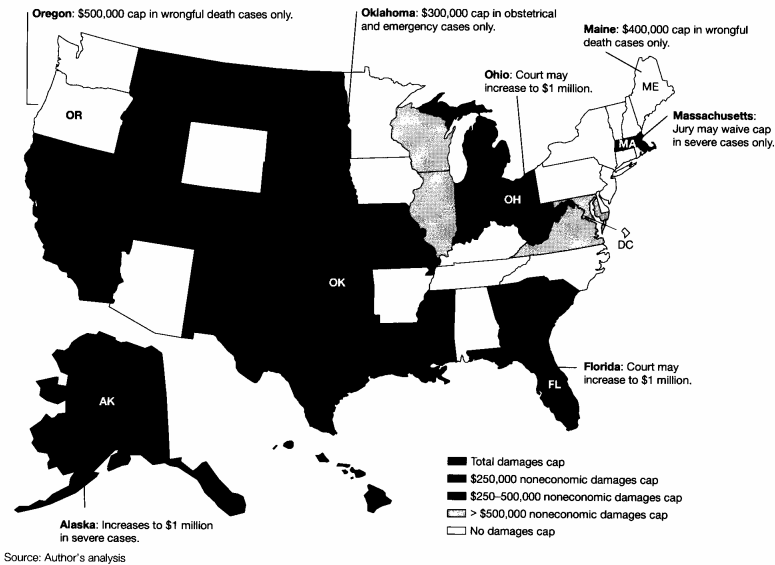 Oregon: $500,000 cap in wrongful death cases only.
Oklahoma: $300,000 cap in obstetrical
and emergency cases only.
Maine: $400,000 cap in wrongful
death cases only.
Ohio: Court may
increase to $1 million.
ME
OR
Massachusetts:
Jury may waive cap
in severe cases only.
MA
OH
DC
OK
Florida: Court may
increase to $1 million.
FL
AK
Total damages cap
$250,000 noneconomic damages cap
$250–500,000 noneconomic damages cap
> $500,000 noneconomic damages cap
No damages cap
Alaska: Increases to $1 million
in severe cases.
Source: Author's analysis